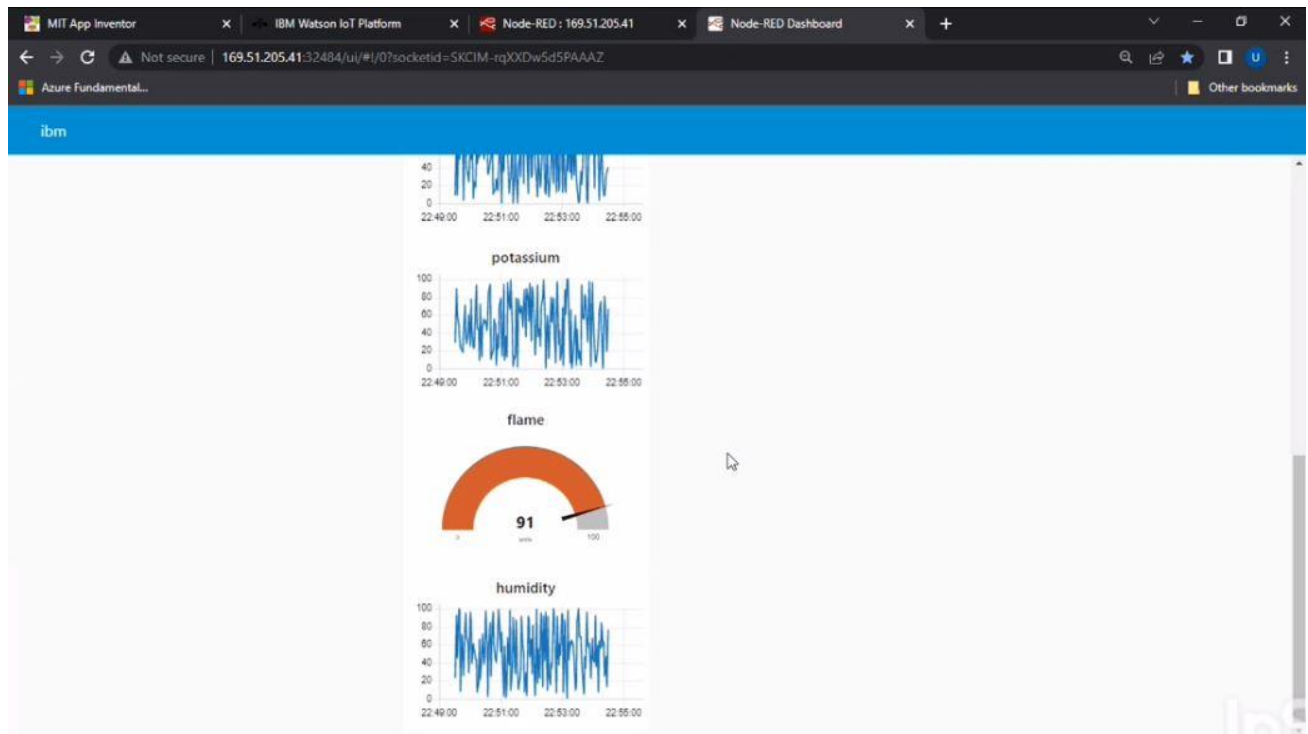 MIT App Inventor
IBM Watson IoT Platform
Node-RED : 169.51.205.41
Node-RED Dashboard
Not secure | 169.51.205.41:32484/ui/#!/0?socketid=SKCIM-rqXXDw5d5PAAAZ
U
Azure Fundamental...
Other bookmarks
ibm
40
20
0
22:49:00 22:51:00 22:53:00 22:55:00
potassium
100
80
60
40
20
0
22:49:00 22:51:00 22:53:00 22:55:00
flame
91
0 units 100
humidity
100
80
60
40
20
0
22:49:00 22:51:00 22:53:00 22:55:00